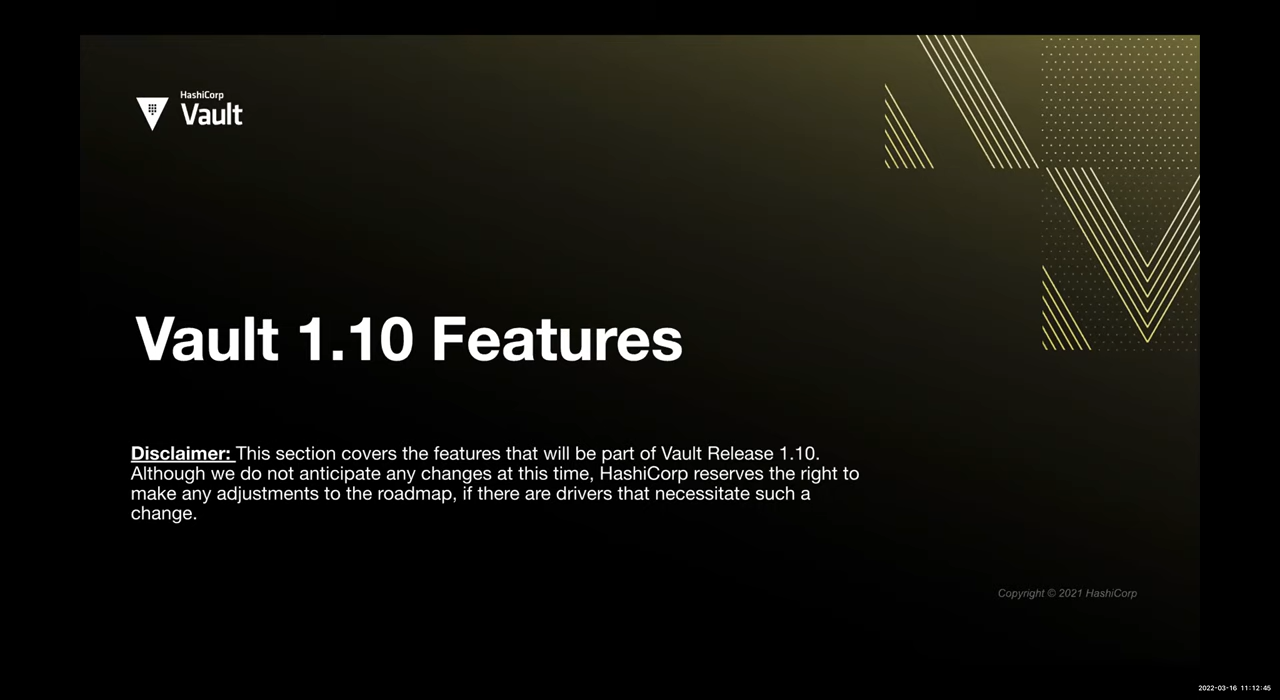 HashiCorp
Vault
Vault 1.10 Features
Disclaimer: This section covers the features that will be part of Vault Release 1.10.
Although we do not anticipate any changes at this time, HashiCorp reserves the right to
make any adjustments to the roadmap, if there are drivers that necessitate such a
change.
Copyright © 2021 HashiCorp
2022-03-16 11:12:45